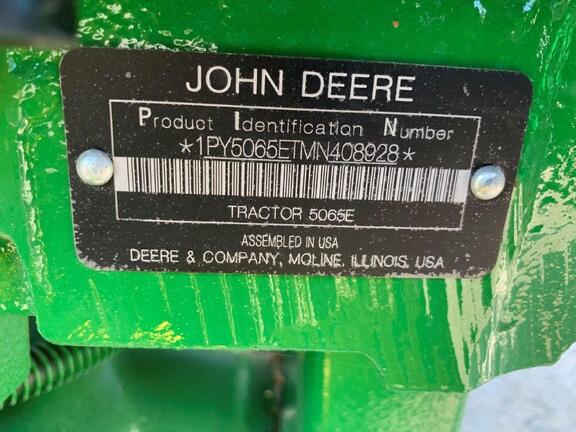 JOHN DEERE
Product Identification Number
*1PY5065ETMN408928*
TRACTOR 5065E
ASSEMBLED IN USA
DEERE & COMPANY, MOLINE, ILLINOIS, USA